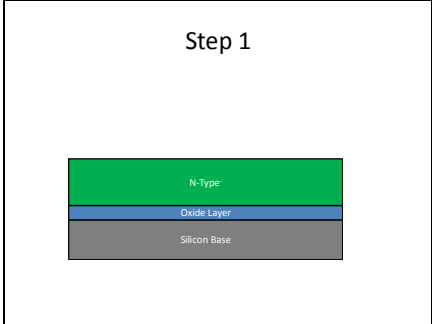 Step 1
N-Type-
Oxide Layer
Silicon Base